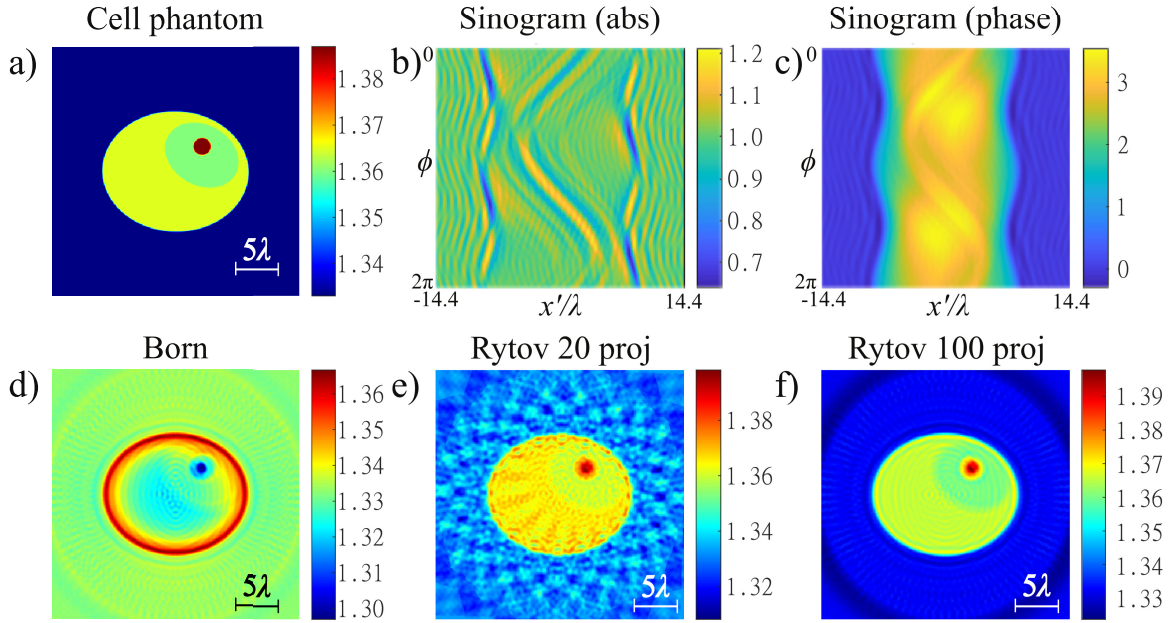 Cell phantom
Sinogram (abs)
Sinogram (phase)
a)
1.38
1.37
1.36
1.35
1.34
5λ
b)
0
ϕ
2π
-14.4
x'/λ
14.4
1.2
1.1
1.0
0.9
0.8
0.7
c)
0
ϕ
2π
-14.4
x'/λ
14.4
3
2
1
0
Born
Rytov 20 proj
Rytov 100 proj
d)
5λ
1.36
1.35
1.34
1.33
1.32
1.31
1.30
e)
5λ
1.38
1.36
1.34
1.32
f)
5λ
1.39
1.38
1.37
1.36
1.35
1.34
1.33